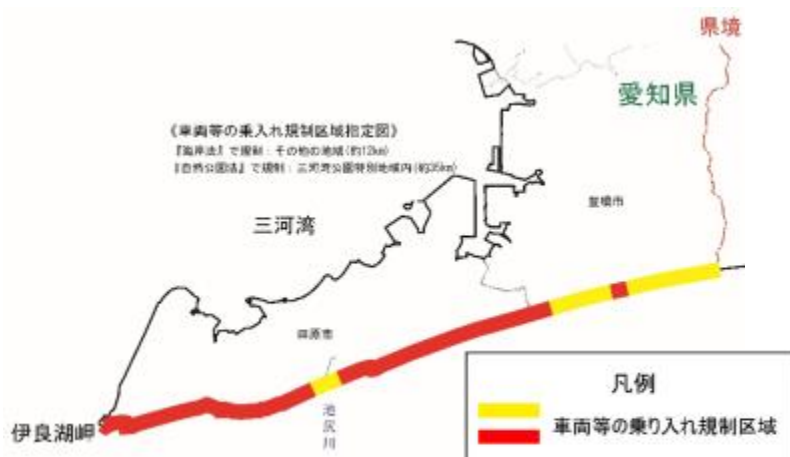 県境
愛知県
《車両等の乗入れ規制区域指定図》
『海岸法』で規制：その他の地域(約12km)
『自然公園法』で規制：三河湾公園特別地域内(約35km)
豊橋市
三河湾
田原市
凡例
車両等の乗り入れ規制区域
伊良湖岬
池尻川